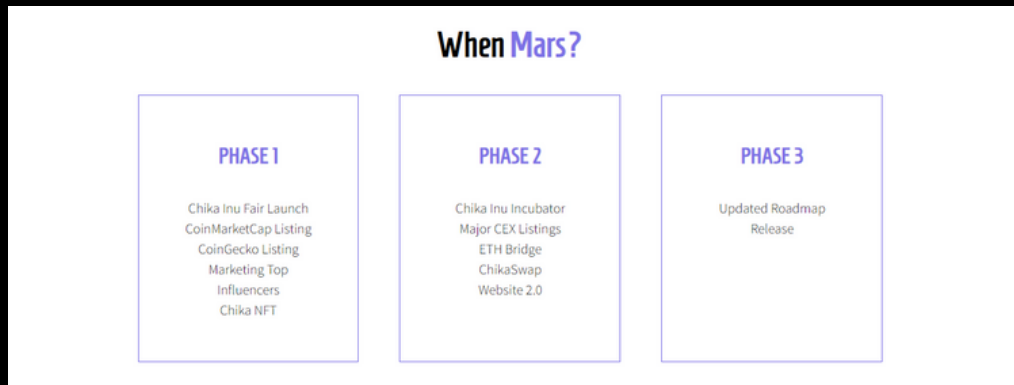 When Mars?
PHASE 1
Chika Inu Fair Launch
CoinMarketCap Listing
CoinGecko Listing
Marketing Top
Influencers
Chika NFT
PHASE 2
Chika Inu Incubator
Major CEX Listings
ETH Bridge
ChikaSwap
Website 2.0
PHASE 3
Updated Roadmap
Release